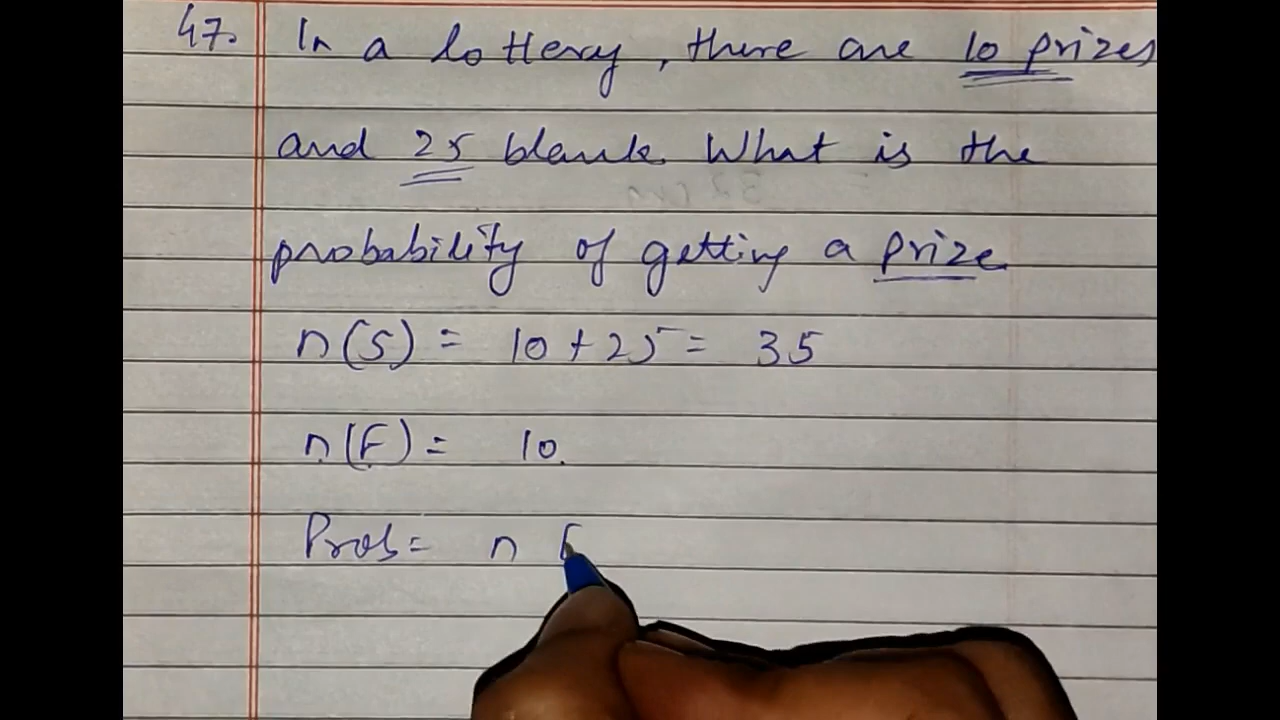 47. In a lottery, there are 10 prizes
and 25 blank. What is the
probability of getting a prize
n(S) = 10 + 25 = 35
n(F) = 10.
Prob = n